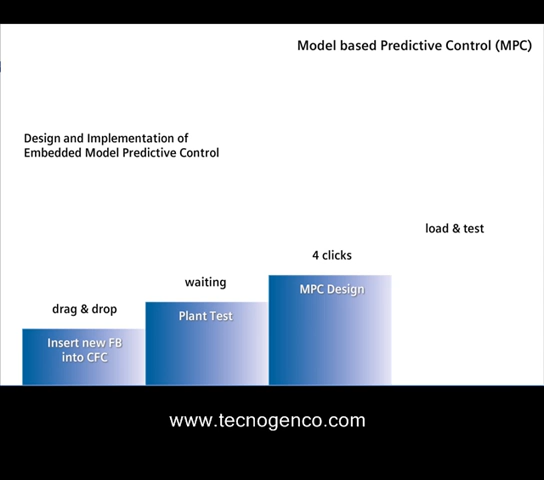 Model based Predictive Control (MPC)
Design and Implementation of
Embedded Model Predictive Control
load & test
4 clicks
MPC Design
waiting
Plant Test
drag & drop
Insert new FB
into CFC
www.tecnogenco.com